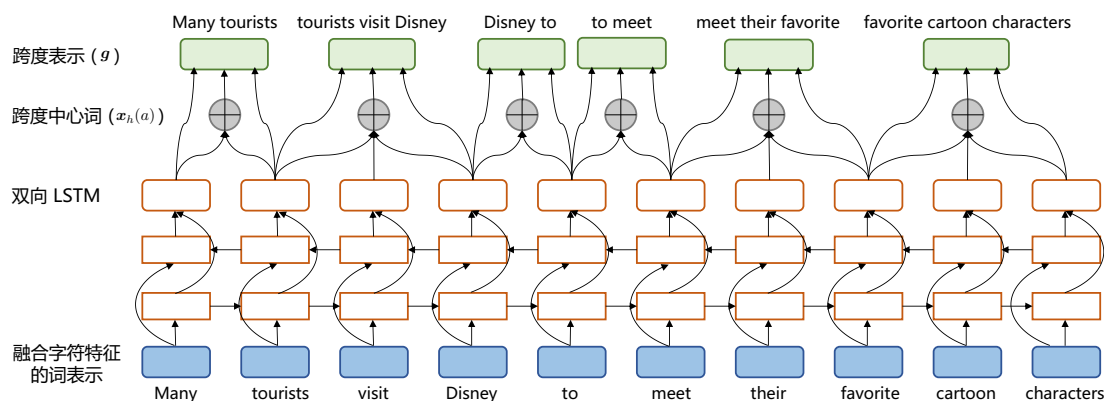 Many tourists tourists visit Disney Disney to to meet meet their favorite favorite cartoon characters
跨度表示 (g)
跨度中心词 (x_h(a))
双向 LSTM
融合字符特征
的词表示
Many tourists visit Disney to meet their favorite cartoon characters